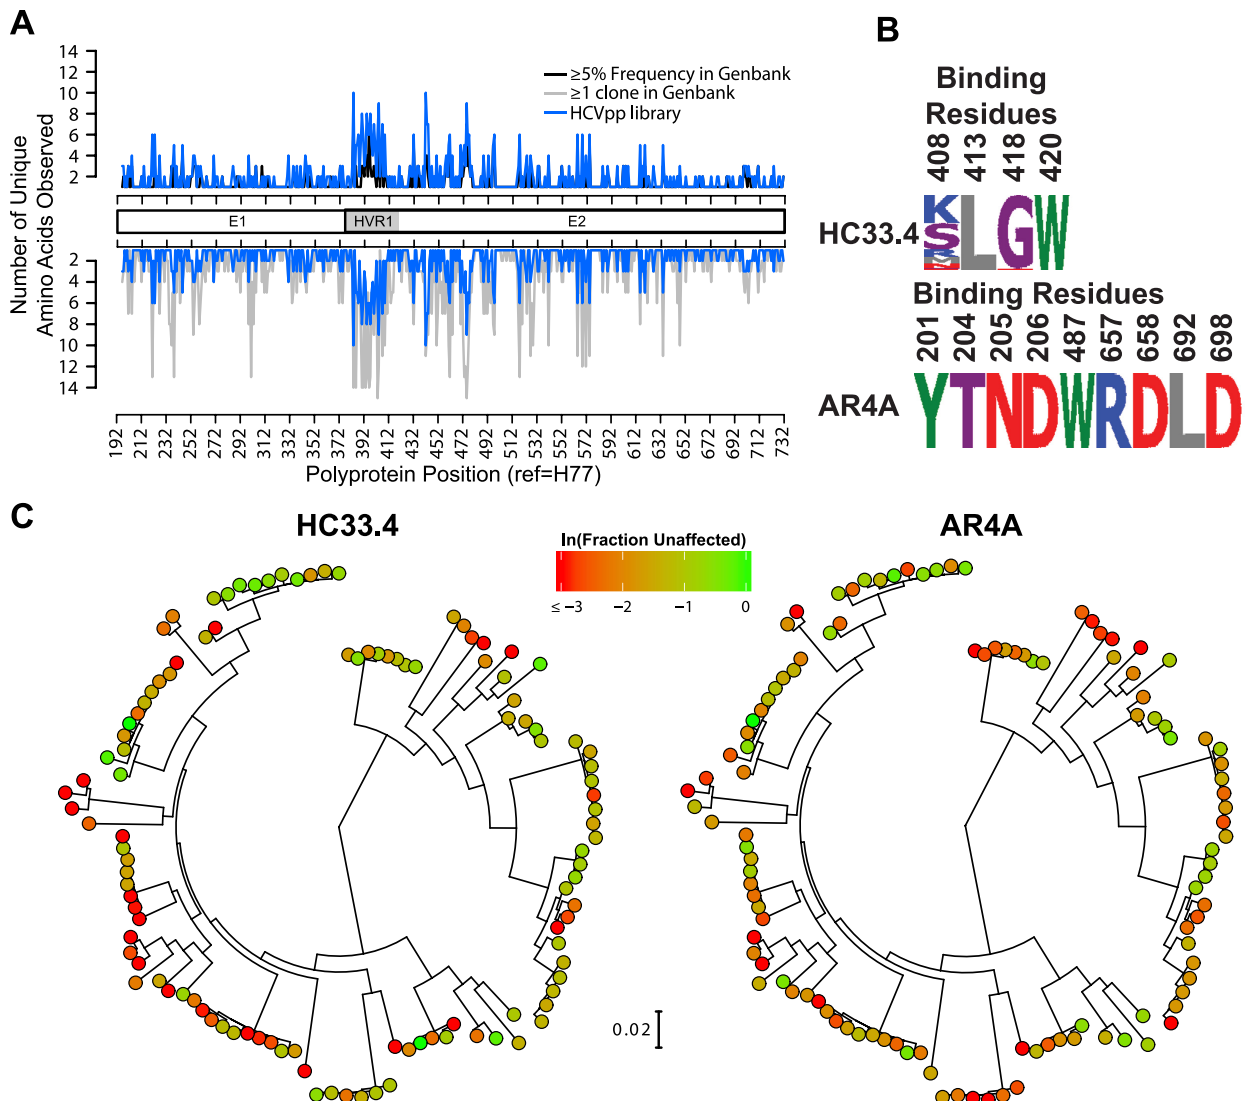 A
Number of Unique
Amino Acids Observed
14
12
10
8
6
4
2
≥5% Frequency in Genbank
≥1 clone in Genbank
HCVpp library
E1
HVR1
E2
2
4
6
8
10
12
14
192 212 232 252 272 292 312 332 352 372 392 412 432 452 472 492 512 532 552 572 592 612 632 652 672 692 712 732
Polyprotein Position (ref=H77)
B
Binding
Residues
408 413 418 420
HC33.4
K S L G W
Binding Residues
201 204 205 206 487 657 658 692 698
AR4A
YTNDWRDLD
C
HC33.4
AR4A
ln(Fraction Unaffected)
≤ −3 −2 −1 0
0.02